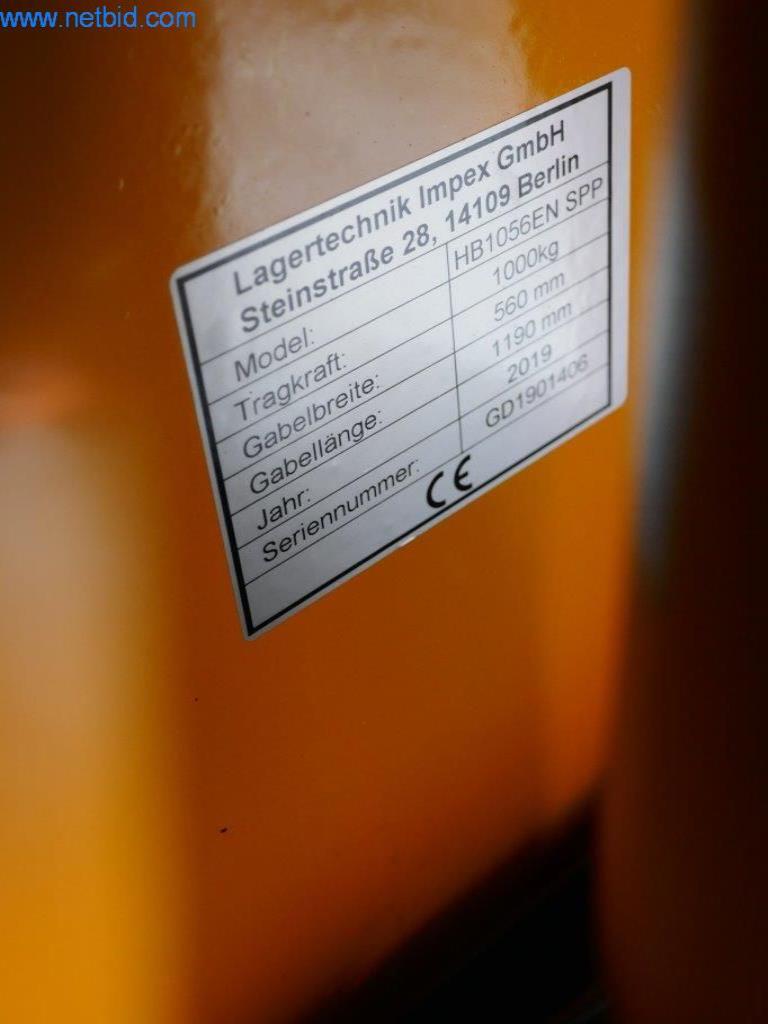 www.netbid.com
Lagertechnik Impex GmbH
Steinstraße 28, 14109 Berlin
Model: HB1056EN SPP
Tragkraft: 1000kg
Gabelbreite: 560 mm
Gabellänge: 1190 mm
Jahr: 2019
Seriennummer: GD1901406
CE